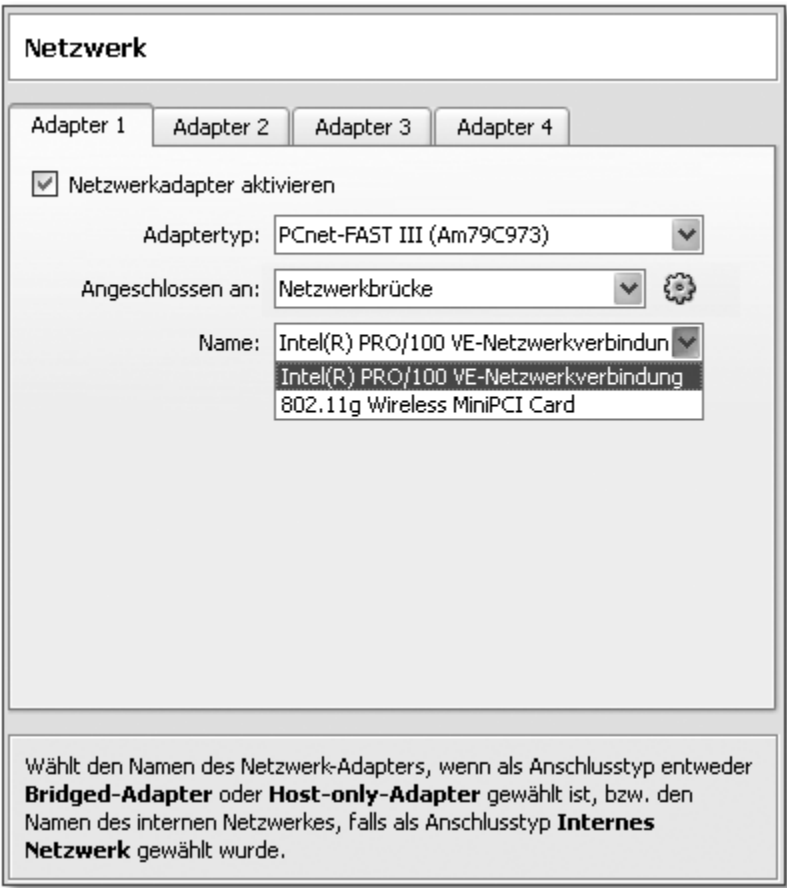 Netzwerk
Adapter 1
Adapter 2
Adapter 3
Adapter 4
Netzwerkadapter aktivieren
Adaptertyp: PCnet-FAST III (Am79C973)
Angeschlossen an: Netzwerkbrücke
Name: Intel(R) PRO/100 VE-Netzwerkverbindun
Intel(R) PRO/100 VE-Netzwerkverbindung
802.11g Wireless MiniPCI Card
Wählt den Namen des Netzwerk-Adapters, wenn als Anschlusstyp entweder
Bridged-Adapter oder Host-only-Adapter gewählt ist, bzw. den
Namen des internen Netzwerkes, falls als Anschlusstyp Internes
Netzwerk gewählt wurde.